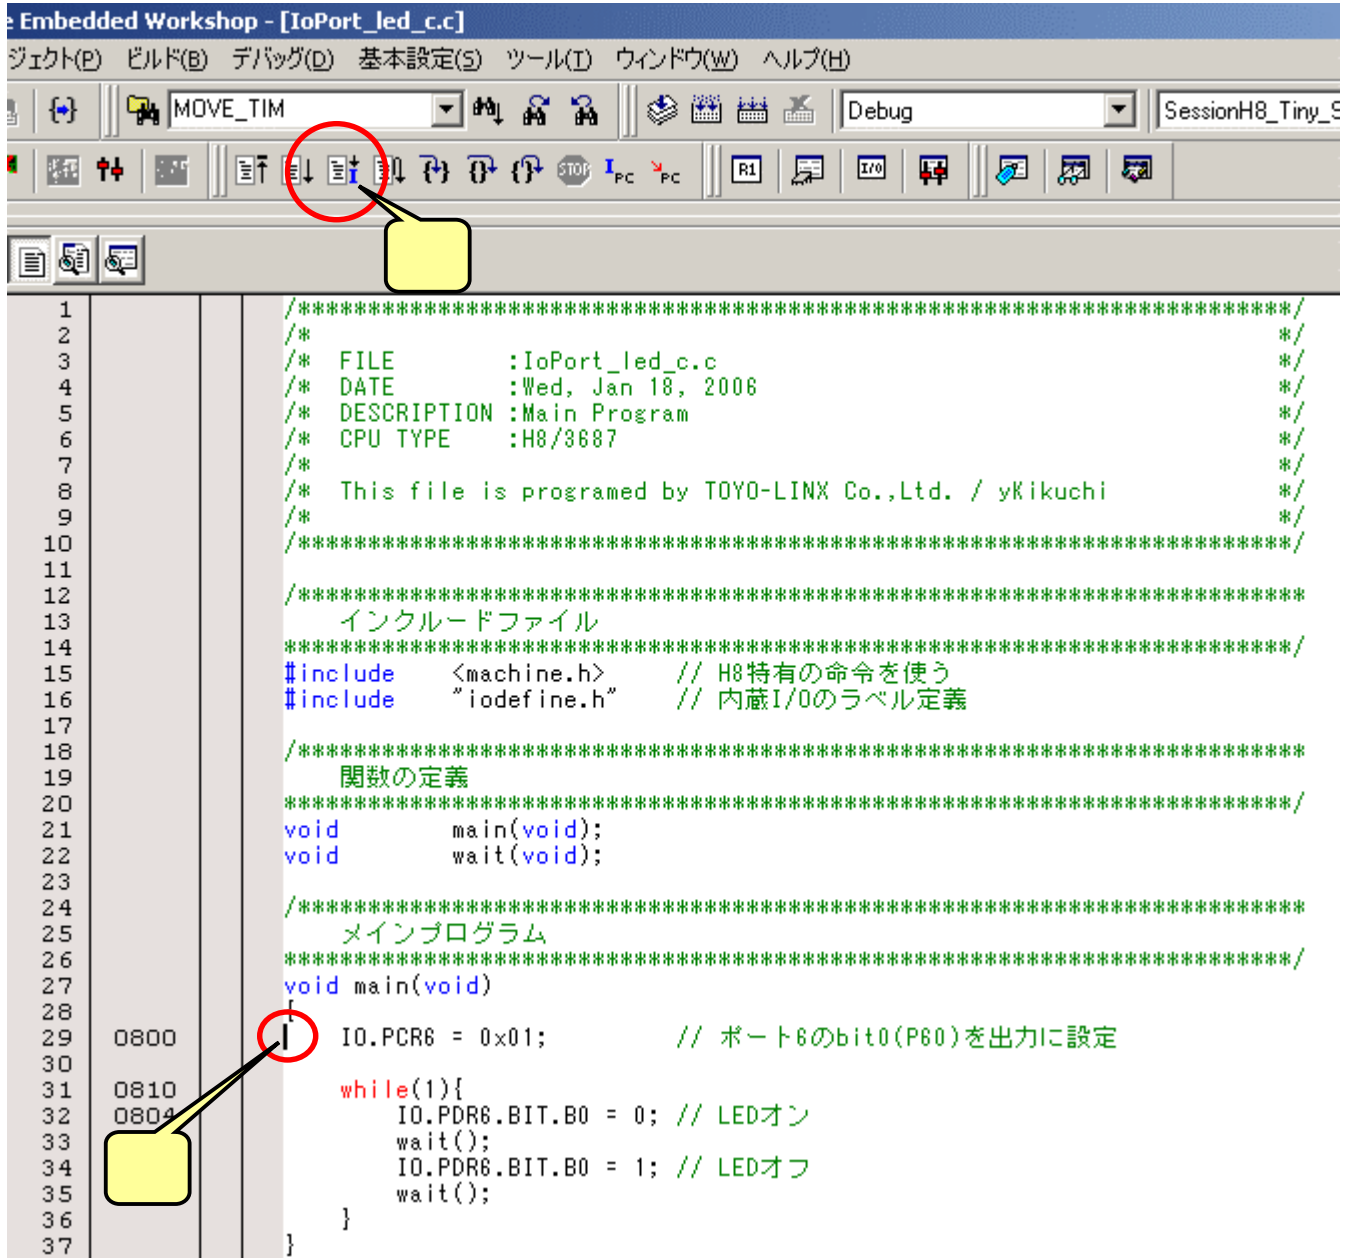 e Embedded Workshop - [IoPort_led_c.c]
ジェクト(P) ビルド(B) デバッグ(D) 基本設定(S) ツール(T) ウィンドウ(W) ヘルプ(H)
MOVE_TIM Debug SessionH8_Tiny_S
STOP PC PC R1 I/O
1 /***********************************************************************/
2 /* */
3 /* FILE :IoPort_led_c.c */
4 /* DATE :Wed, Jan 18, 2006 */
5 /* DESCRIPTION :Main Program */
6 /* CPU TYPE :H8/3687 */
7 /* */
8 /* This file is programed by TOYO-LINX Co.,Ltd. / yKikuchi */
9 /* */
10 /***********************************************************************/
11
12 /************************************************************************
13 インクルードファイル
14 ************************************************************************/
15 #include <machine.h> // H8特有の命令を使う
16 #include "iodefine.h" // 内蔵I/Oのラベル定義
17
18 /************************************************************************
19 関数の定義
20 ************************************************************************/
21 void main(void);
22 void wait(void);
23
24 /************************************************************************
25 メインプログラム
26 ************************************************************************/
27 void main(void)
28 {
29 0800 IO.PCR6 = 0x01; // ポート6のbit0(P60)を出力に設定
30
31 0810 while(1){
32 0804 IO.PDR6.BIT.B0 = 0; // LEDオン
33 wait();
34 IO.PDR6.BIT.B0 = 1; // LEDオフ
35 wait();
36 }
37 }